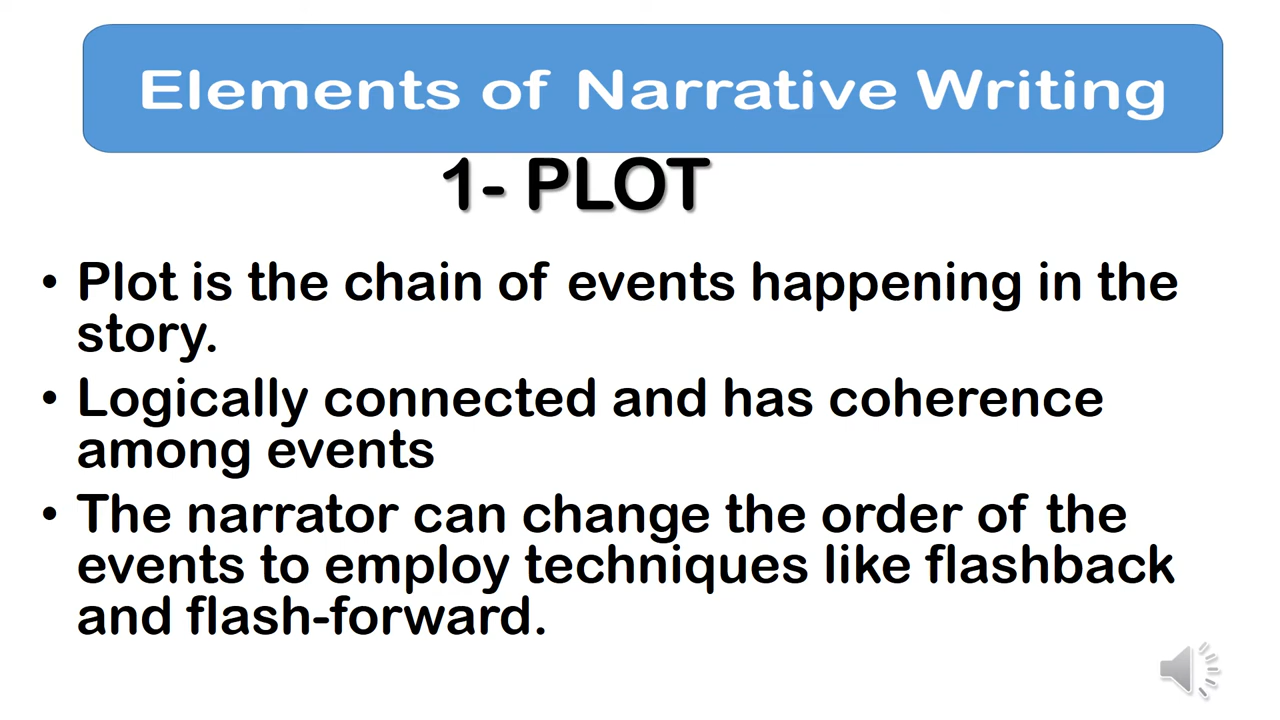 Elements of Narrative Writing
1- PLOT
• Plot is the chain of events happening in the
story.
• Logically connected and has coherence
among events
• The narrator can change the order of the
events to employ techniques like flashback
and flash-forward.